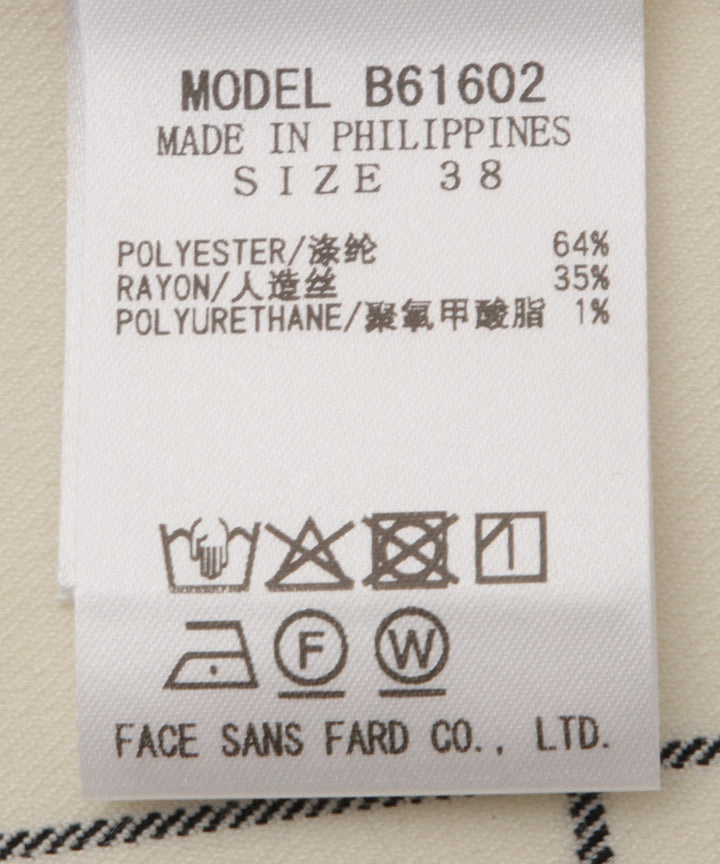 MODEL B61602
MADE IN PHILIPPINES
SIZE 38
POLYESTER/涤纶 64%
RAYON/人造丝 35%
POLYURETHANE/聚氧甲酸脂 1%
F W
FACE SANS FARD CO., LTD.